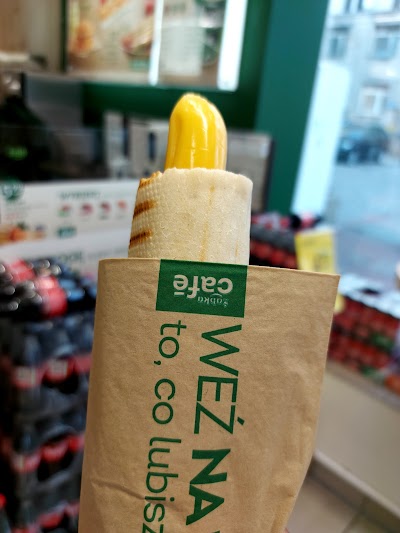 żabka
café
WEŹ NA
to, co lubisz